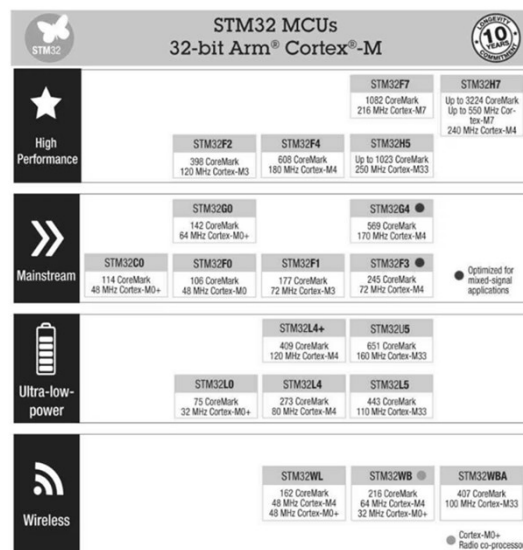 STM32 MCUs
32-bit Arm® Cortex®-M
STM32
LONGEVITY
10
YEARS
COMMITMENT
High
Performance
STM32F7
1082 CoreMark
216 MHz Cortex-M7
STM32H7
Up to 3224 CoreMark
Up to 550 MHz Cor-
tex-M7
240 MHz Cortex-M4
STM32F2
398 CoreMark
120 MHz Cortex-M3
STM32F4
608 CoreMark
180 MHz Cortex-M4
STM32H5
Up to 1023 CoreMark
250 MHz Cortex-M33
Mainstream
STM32G0
142 CoreMark
64 MHz Cortex-M0+
STM32G4
569 CoreMark
170 MHz Cortex-M4
STM32C0
114 CoreMark
48 MHz Cortex-M0+
STM32F0
106 CoreMark
48 MHz Cortex-M0
STM32F1
177 CoreMark
72 MHz Cortex-M3
STM32F3
245 CoreMark
72 MHz Cortex-M4
Optimized for
mixed-signal
applications
Ultra-low-
power
STM32L4+
409 CoreMark
120 MHz Cortex-M4
STM32U5
651 CoreMark
160 MHz Cortex-M33
STM32L0
75 CoreMark
32 MHz Cortex-M0+
STM32L4
273 CoreMark
80 MHz Cortex-M4
STM32L5
443 CoreMark
110 MHz Cortex-M33
Wireless
STM32WL
162 CoreMark
48 MHz Cortex-M4
48 MHz Cortex-M0+
STM32WB
216 CoreMark
64 MHz Cortex-M4
32 MHz Cortex-M0+
STM32WBA
407 CoreMark
100 MHz Cortex-M33
Cortex-M0+
Radio co-processor